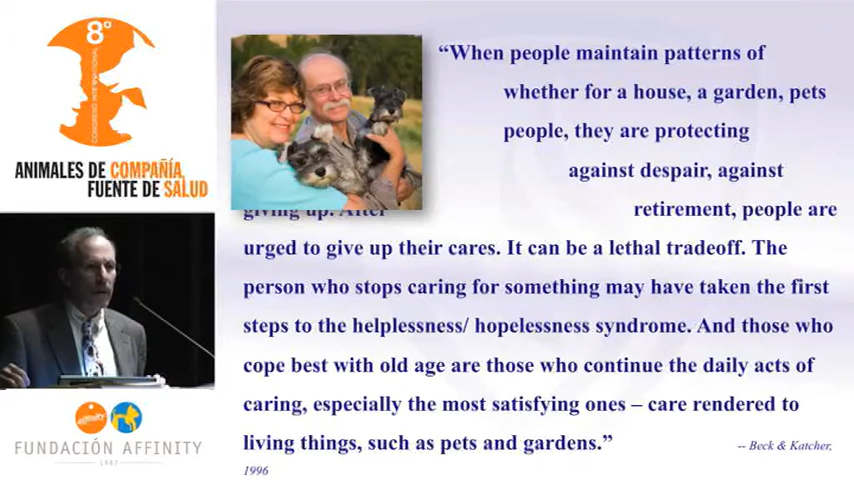 8º
CONGRESO INTERNACIONAL
ANIMALES DE COMPAÑÍA,
FUENTE DE SALUD
affinity
FUNDACIÓN AFFINITY
1987
“When people maintain patterns of
whether for a house, a garden, pets
people, they are protecting
against despair, against
giving up. After
retirement, people are
urged to give up their cares. It can be a lethal tradeoff. The
person who stops caring for something may have taken the first
steps to the helplessness/ hopelessness syndrome. And those who
cope best with old age are those who continue the daily acts of
caring, especially the most satisfying ones – care rendered to
living things, such as pets and gardens.”
-- Beck & Katcher,
1996